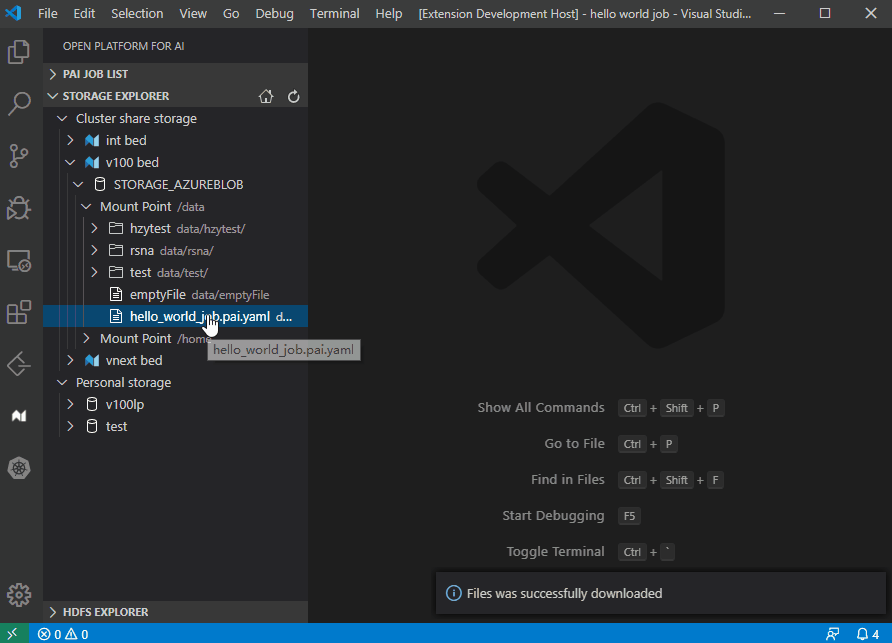 File Edit Selection View Go Debug Terminal Help [Extension Development Host] - hello world job - Visual Studi...
OPEN PLATFORM FOR AI
PAI JOB LIST
STORAGE EXPLORER
Cluster share storage
int bed
v100 bed
STORAGE_AZUREBLOB
Mount Point /data
hzytest data/hzytest/
rsna data/rsna/
test data/test/
emptyFile data/emptyFile
hello_world_job.pai.yaml d...
Mount Point /home
hello_world_job.pai.yaml
vnext bed
Personal storage
v100lp
test
Show All Commands Ctrl + Shift + P
Go to File Ctrl + P
Find in Files Ctrl + Shift + F
Start Debugging F5
Toggle Terminal Ctrl + `
Files was successfully downloaded
HDFS EXPLORER
0 0 4